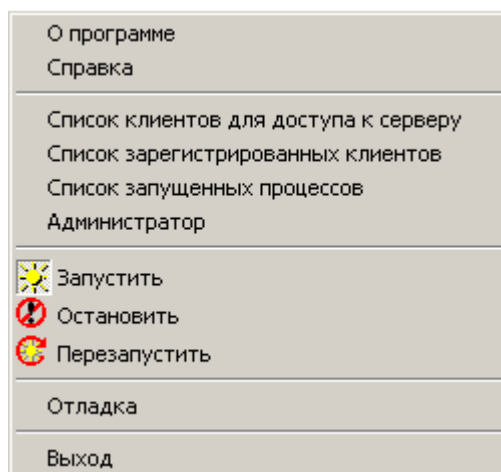 О программе
Справка
Список клиентов для доступа к серверу
Список зарегистрированных клиентов
Список запущенных процессов
Администратор
Запустить
Остановить
Перезапустить
Отладка
Выход